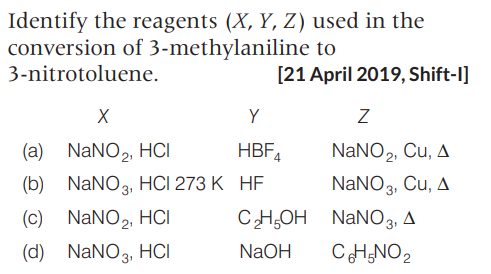 Identify the reagents (X, Y, Z) used in the
conversion of 3-methylaniline to
3-nitrotoluene. [21 April 2019, Shift-I]
X Y Z
(a) NaNO₂, HCl HBF₄ NaNO₂, Cu, Δ
(b) NaNO₃, HCl 273 K HF NaNO₃, Cu, Δ
(c) NaNO₂, HCl C₂H₅OH NaNO₃, Δ
(d) NaNO₃, HCl NaOH C₆H₅NO₂